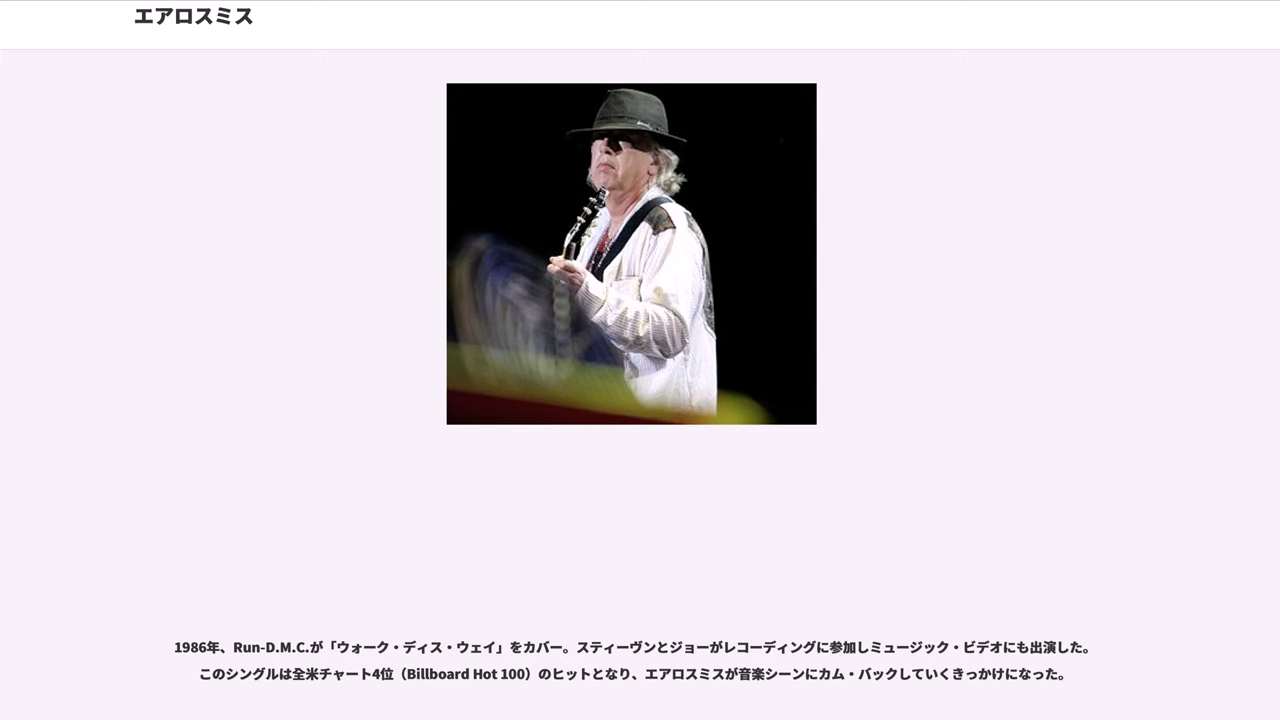 エアロスミス
1986年、Run-D.M.C.が「ウォーク・ディス・ウェイ」をカバー。スティーヴンとジョーがレコーディングに参加しミュージック・ビデオにも出演した。
このシングルは全米チャート4位（Billboard Hot 100）のヒットとなり、エアロスミスが音楽シーンにカム・バックしていくきっかけになった。